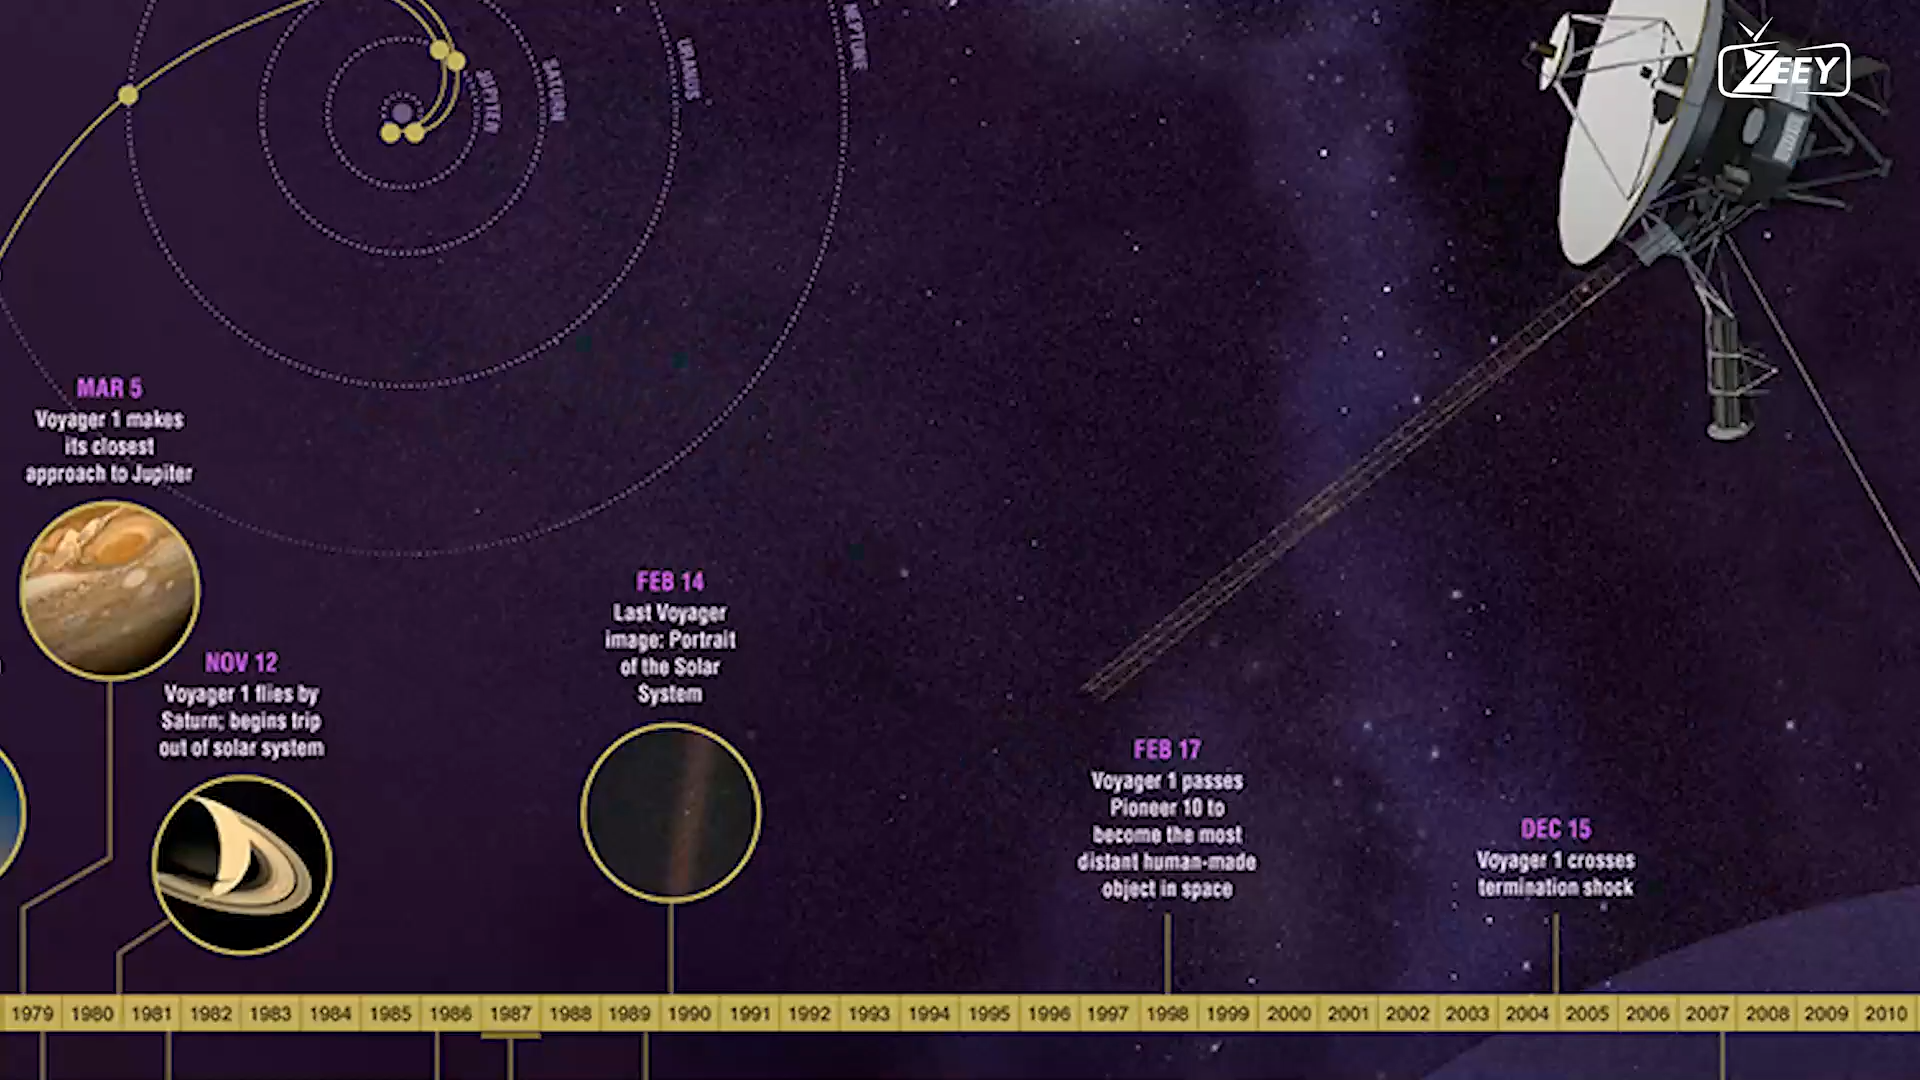 ZEEY
JUPITER
SATURN
URANUS
NEPTUNE
MAR 5
Voyager 1 makes
its closest
approach to Jupiter
NOV 12
Voyager 1 flies by
Saturn; begins trip
out of solar system
FEB 14
Last Voyager
image: Portrait
of the Solar
System
FEB 17
Voyager 1 passes
Pioneer 10 to
become the most
distant human-made
object in space
DEC 15
Voyager 1 crosses
termination shock
1979 1980 1981 1982 1983 1984 1985 1986 1987 1988 1989 1990 1991 1992 1993 1994 1995 1996 1997 1998 1999 2000 2001 2002 2003 2004 2005 2006 2007 2008 2009 2010